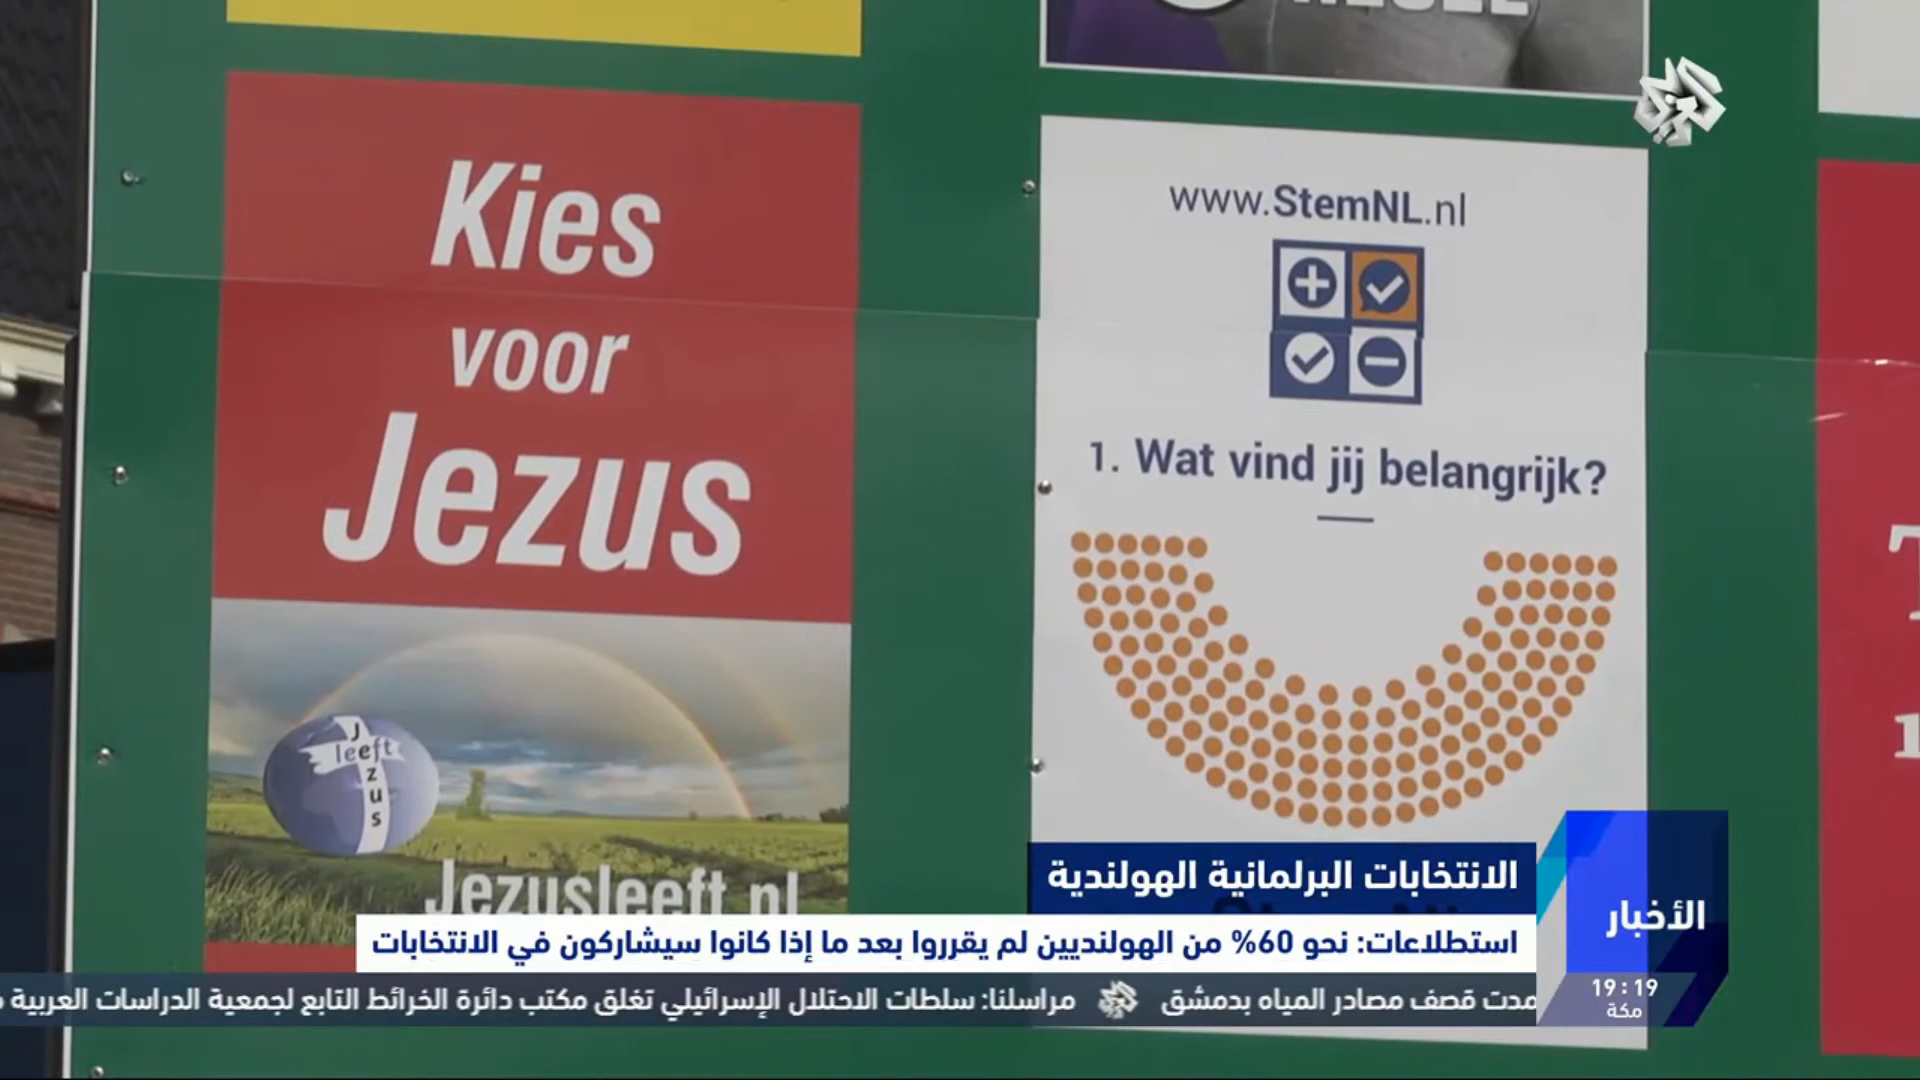 Kies
voor
Jezus
J
leeft
e
z
u
s
Jezusleeft.nl
www.StemNL.nl
1. Wat vind jij belangrijk?
الانتخابات البرلمانية الهولندية
استطلاعات: نحو 60% من الهولنديين لم يقرروا بعد ما إذا كانوا سيشاركون في الانتخابات
الأخبار
19:19
مكة
قصف مصادر المياه بدمشق
مراسلنا: سلطات الاحتلال الإسرائيلي تغلق مكتب دائرة الخرائط التابع لجمعية الدراسات العربية